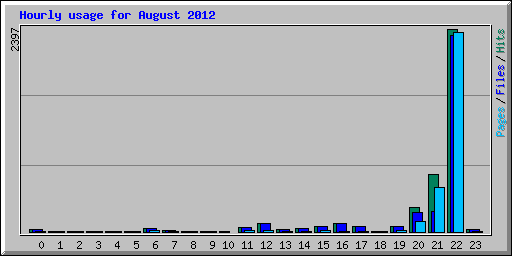 Hourly usage for August 2012
2397
Pages / Files / Hits
0 1 2 3 4 5 6 7 8 9 10 11 12 13 14 15 16 17 18 19 20 21 22 23